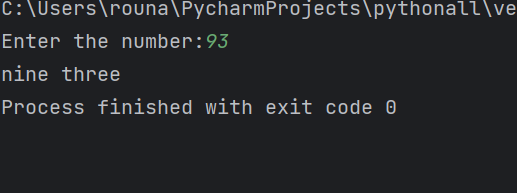 C:\Users\rouna\PycharmProjects\pythonall\ve
Enter the number:93
nine three
Process finished with exit code 0